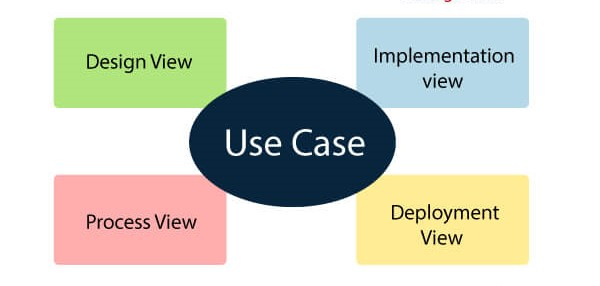 Design View
Implementation
view
Use Case
Process View
Deployment
View